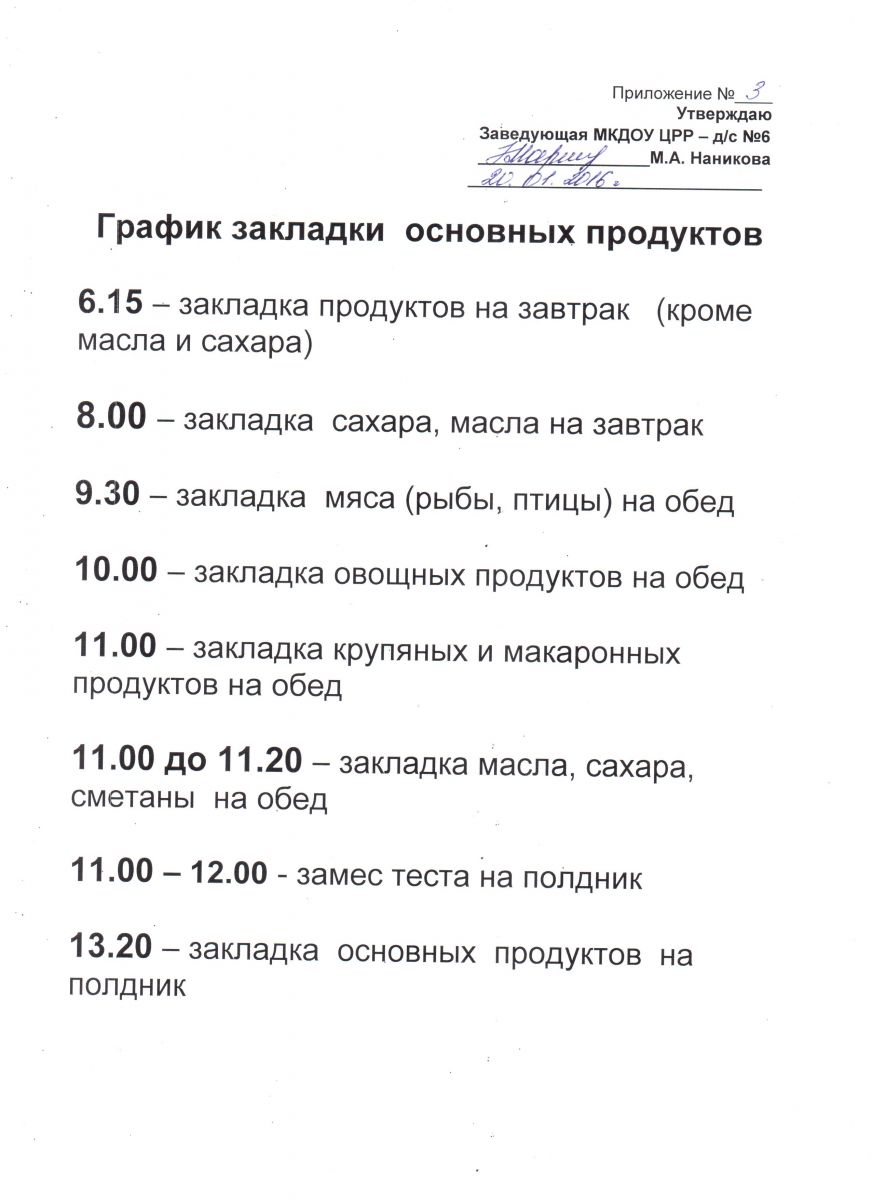 Приложение № 3
Утверждаю
Заведующая МКДОУ ЦРР – д/с №6
М.А. Наникова
20.01.2016 г
График закладки основных продуктов
6.15 – закладка продуктов на завтрак (кроме
масла и сахара)
8.00 – закладка сахара, масла на завтрак
9.30 – закладка мяса (рыбы, птицы) на обед
10.00 – закладка овощных продуктов на обед
11.00 – закладка крупяных и макаронных
продуктов на обед
11.00 до 11.20 – закладка масла, сахара,
сметаны на обед
11.00 – 12.00 - замес теста на полдник
13.20 – закладка основных продуктов на
полдник